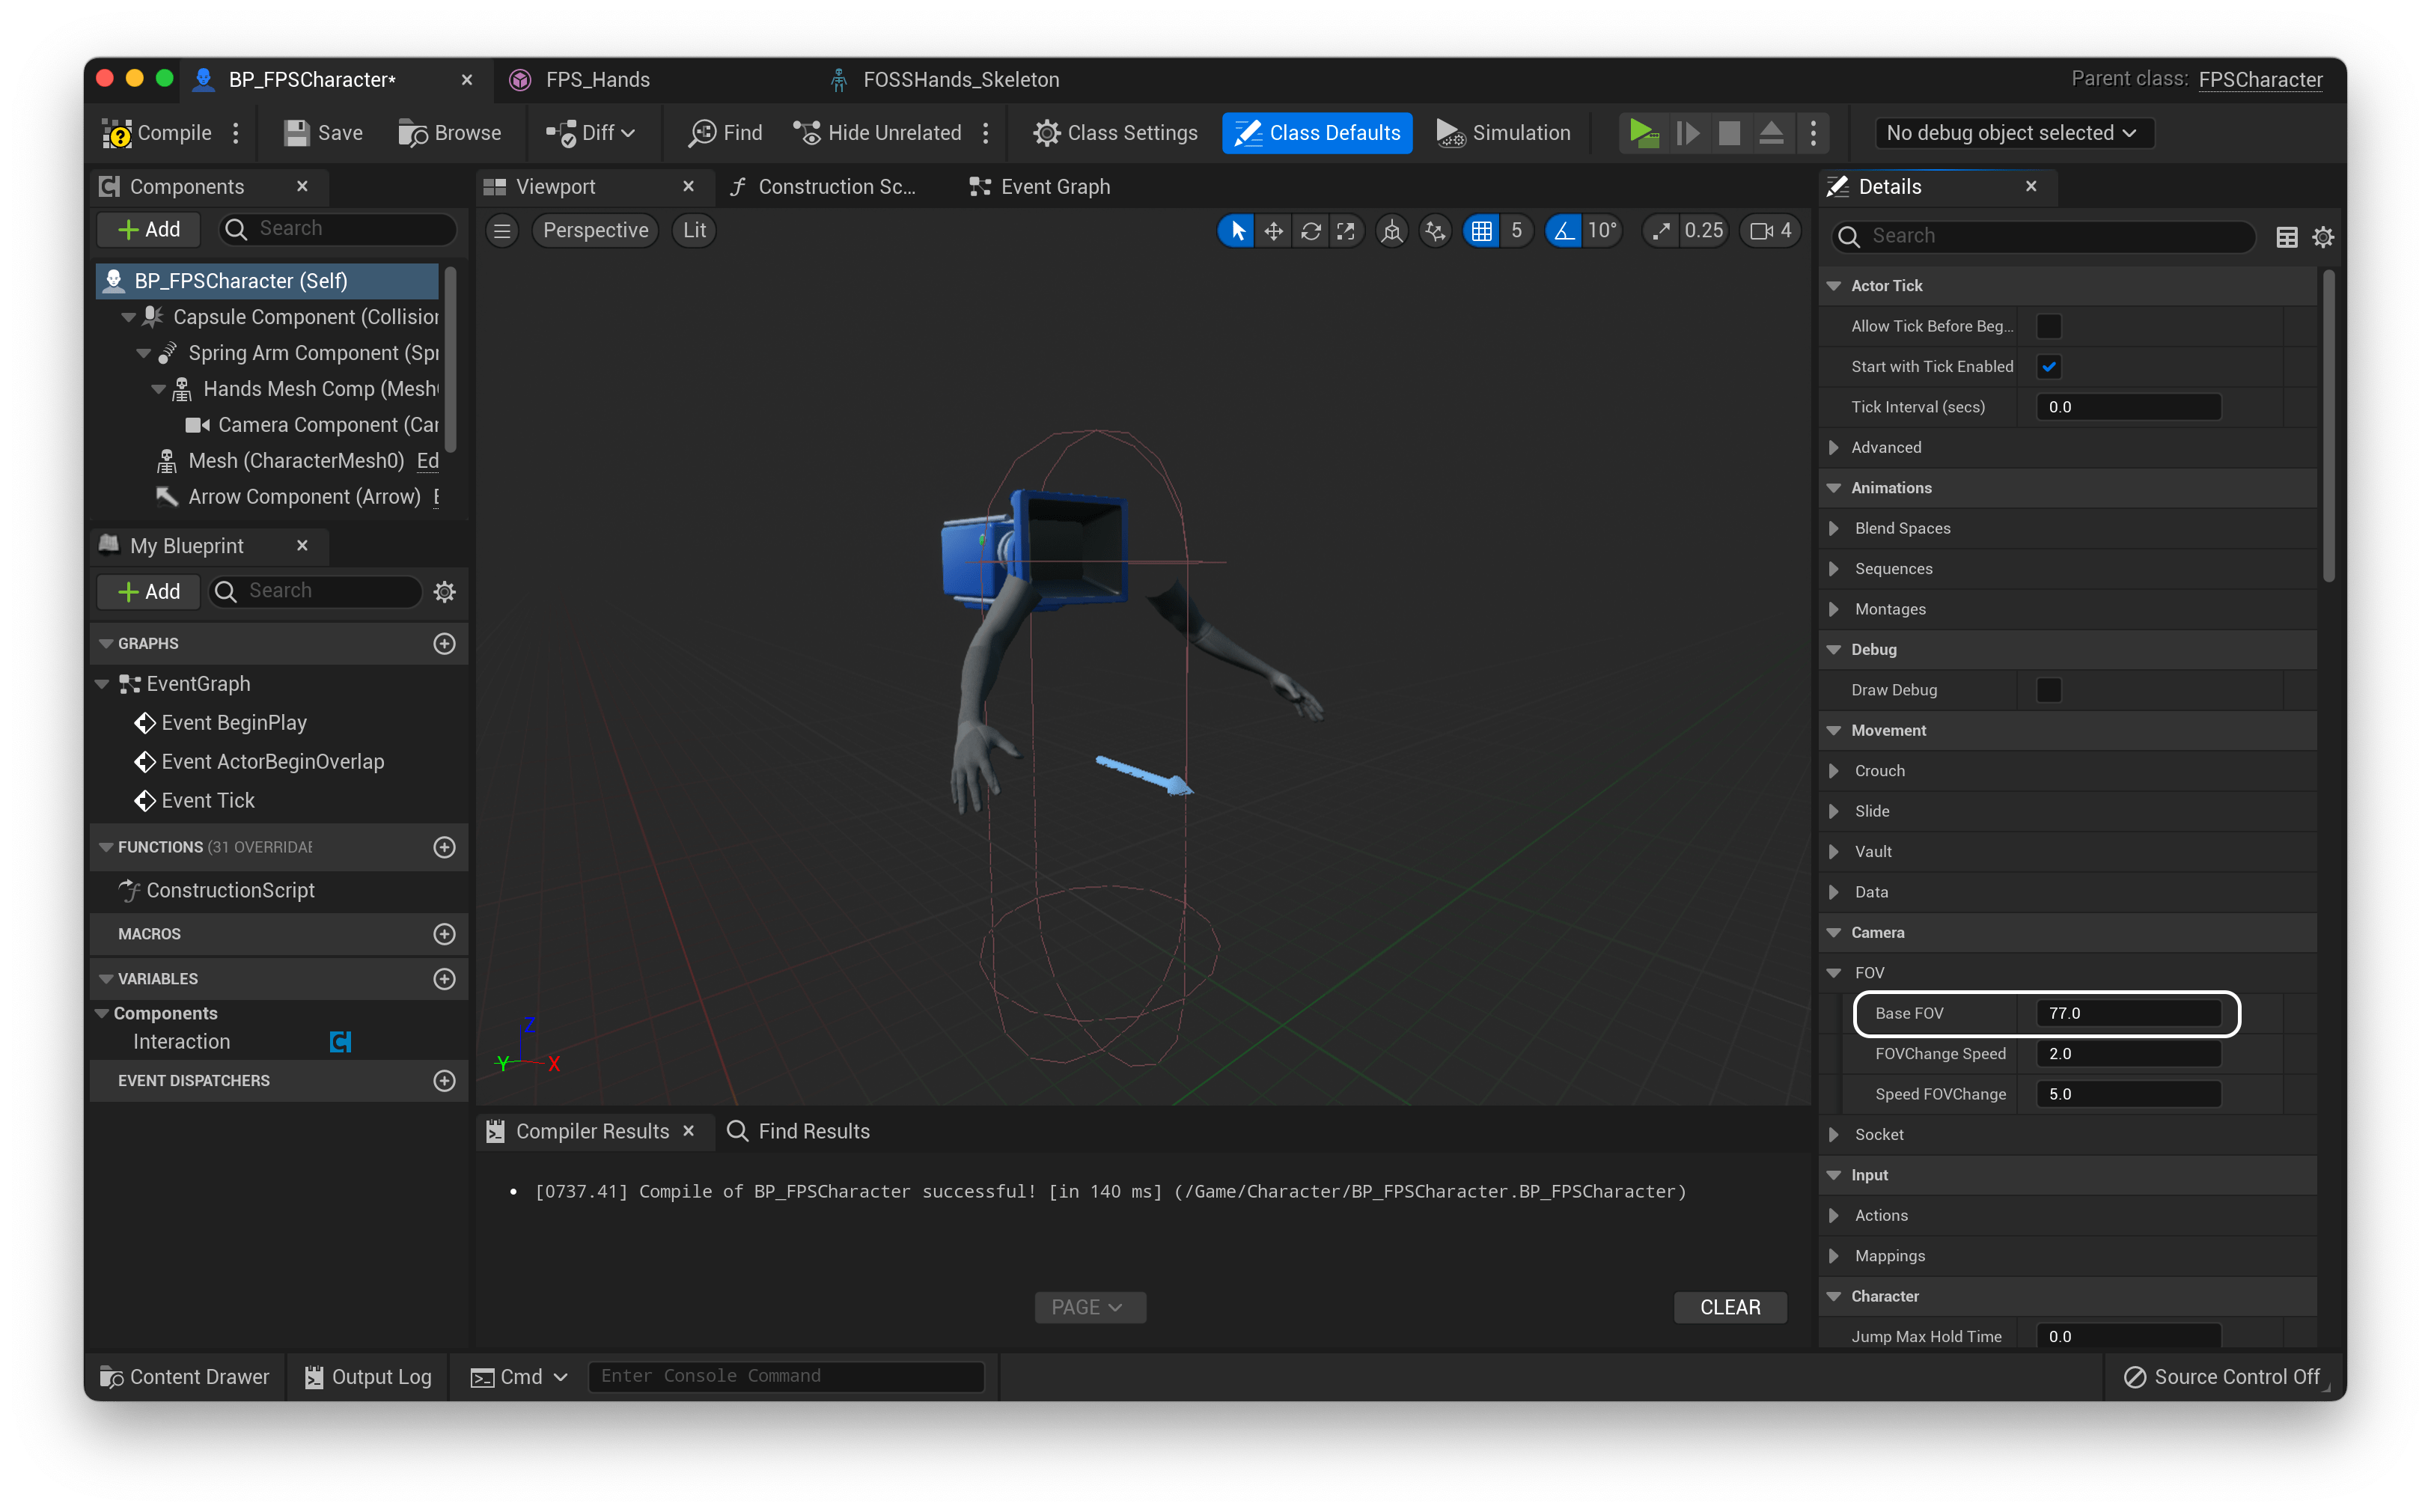 BP_FPSCharacter*
FPS_Hands
FOSSHands_Skeleton
Parent class: FPSCharacter
Compile
Save
Browse
Diff
Find
Hide Unrelated
Class Settings
Class Defaults
Simulation
No debug object selected
Components
Add
Search
BP_FPSCharacter (Self)
Capsule Component (Collision
Spring Arm Component (Spr
Hands Mesh Comp (Mesh
Camera Component (Car
Mesh (CharacterMesh0) Ed
Arrow Component (Arrow) E
My Blueprint
Add
Search
GRAPHS
EventGraph
Event BeginPlay
Event ActorBeginOverlap
Event Tick
FUNCTIONS (31 OVERRIDAE
ConstructionScript
MACROS
VARIABLES
Components
Interaction
EVENT DISPATCHERS
Viewport
Construction Sc...
Event Graph
Perspective
Lit
5
10°
0.25
4
Z
Y
X
Compiler Results
Find Results
[0737.41] Compile of BP_FPSCharacter successful! [in 140 ms] (/Game/Character/BP_FPSCharacter.BP_FPSCharacter)
PAGE
CLEAR
Details
Search
Actor Tick
Allow Tick Before Beg...
Start with Tick Enabled
Tick Interval (secs) 0.0
Advanced
Animations
Blend Spaces
Sequences
Montages
Debug
Draw Debug
Movement
Crouch
Slide
Vault
Data
Camera
FOV
Base FOV 77.0
FOVChange Speed 2.0
Speed FOVChange 5.0
Socket
Input
Actions
Mappings
Character
Jump Max Hold Time 0.0
Content Drawer
Output Log
Cmd
Enter Console Command
Source Control Off